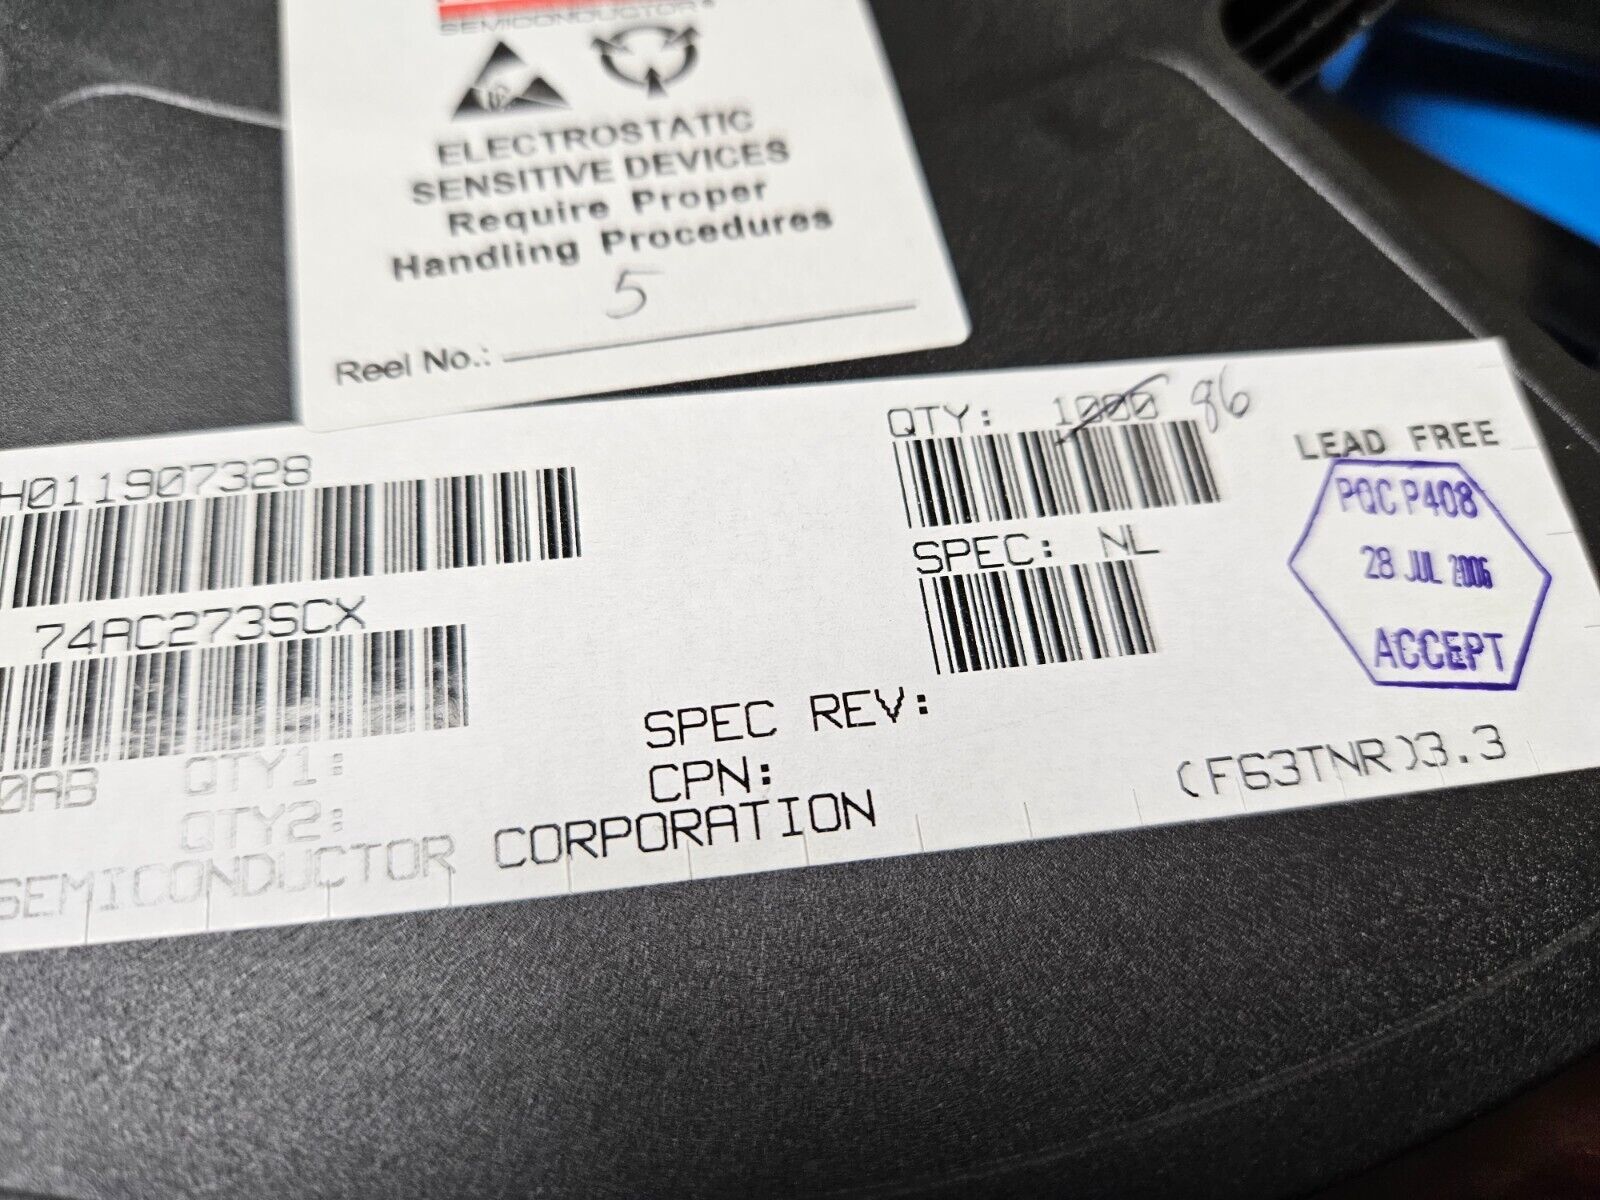 SEMICONDUCTOR®
ELECTROSTATIC
SENSITIVE DEVICES
Require Proper
Handling Procedures
5
Reel No.:
H011907328
QTY: 1000 86
LEAD FREE
PQC P408
28 JUL 2006
ACCEPT
SPEC: NL
74AC273SCX
SPEC REV:
0AB QTY1:
CPN:
QTY2:
(F63TNR)3.3
SEMICONDUCTOR CORPORATION